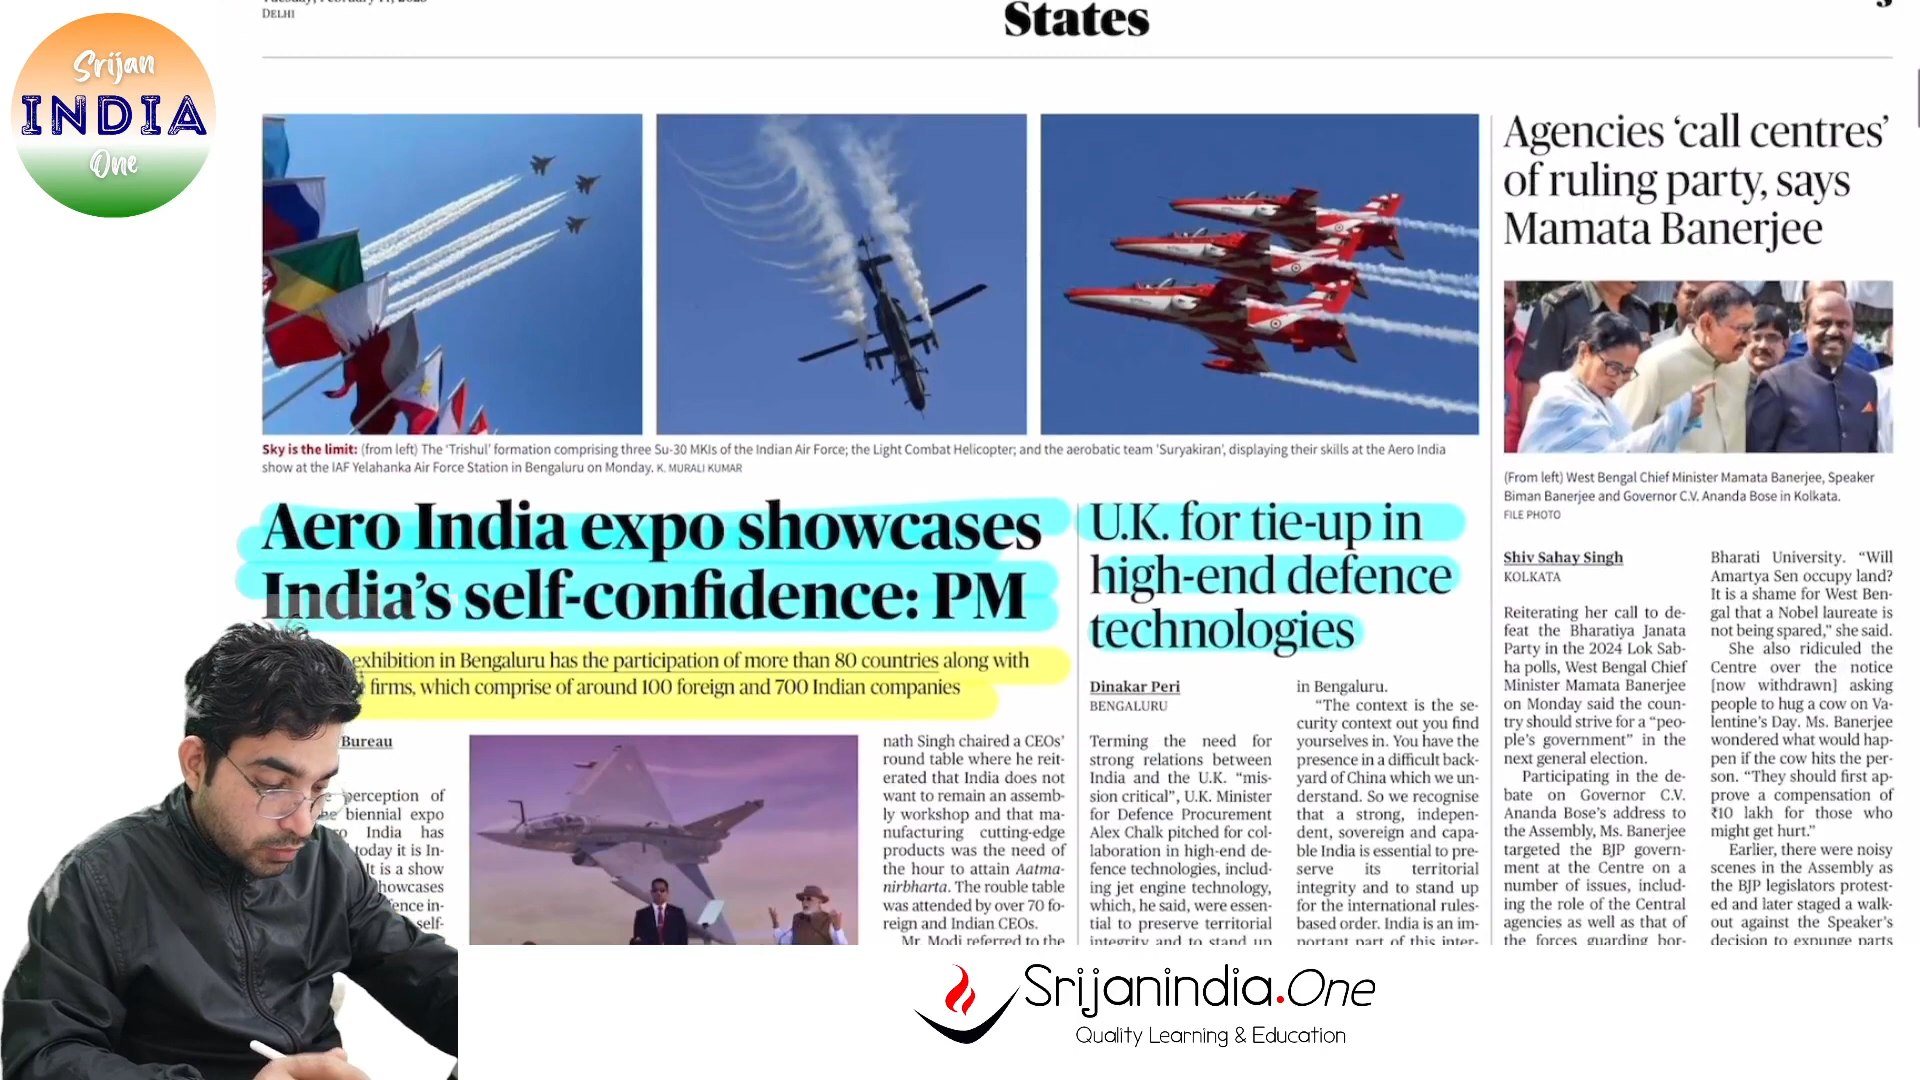 Srijan
INDIA
One
DELHI
States
Sky is the limit: (from left) The ‘Trishul’ formation comprising three Su-30 MKIs of the Indian Air Force; the Light Combat Helicopter; and the aerobatic team 'Suryakiran', displaying their skills at the Aero India
show at the IAF Yelahanka Air Force Station in Bengaluru on Monday. K. MURALI KUMAR
Aero India expo showcases
India’s self-confidence: PM
exhibition in Bengaluru has the participation of more than 80 countries along with
firms, which comprise of around 100 foreign and 700 Indian companies
Bureau
perception of
biennial expo
India has
today it is In-
It is a show
howcases
ence in-
self-
nath Singh chaired a CEOs’
round table where he reit-
erated that India does not
want to remain an assemb-
ly workshop and that ma-
nufacturing cutting-edge
products was the need of
the hour to attain Aatma-
nirbharta. The rouble table
was attended by over 70 fo-
reign and Indian CEOs.
Mr. Modi referred to the
U.K. for tie-up in
high-end defence
technologies
Dinakar Peri
BENGALURU
Terming the need for
strong relations between
India and the U.K. “mis-
sion critical”, U.K. Minister
for Defence Procurement
Alex Chalk pitched for col-
laboration in high-end de-
fence technologies, includ-
ing jet engine technology,
which, he said, were essen-
tial to preserve territorial
integrity and to stand up
in Bengaluru.
“The context is the se-
curity context out you find
yourselves in. You have the
presence in a difficult back-
yard of China which we un-
derstand. So we recognise
that a strong, indepen-
dent, sovereign and capa-
ble India is essential to pre-
serve its territorial
integrity and to stand up
for the international rules-
based order. India is an im-
portant part of this inter-
Agencies ‘call centres’
of ruling party, says
Mamata Banerjee
(From left) West Bengal Chief Minister Mamata Banerjee, Speaker
Biman Banerjee and Governor C.V. Ananda Bose in Kolkata.
FILE PHOTO
Shiv Sahay Singh
KOLKATA
Reiterating her call to de-
feat the Bharatiya Janata
Party in the 2024 Lok Sab-
ha polls, West Bengal Chief
Minister Mamata Banerjee
on Monday said the coun-
try should strive for a “peo-
ple’s government” in the
next general election.
Participating in the de-
bate on Governor C.V.
Ananda Bose’s address to
the Assembly, Ms. Banerjee
targeted the BJP govern-
ment at the Centre on a
number of issues, includ-
ing the role of the Central
agencies as well as that of
the forces guarding bor-
Bharati University. “Will
Amartya Sen occupy land?
It is a shame for West Ben-
gal that a Nobel laureate is
not being spared,” she said.
She also ridiculed the
Centre over the notice
[now withdrawn] asking
people to hug a cow on Va-
lentine’s Day. Ms. Banerjee
wondered what would hap-
pen if the cow hits the per-
son. “They should first ap-
prove a compensation of
₹10 lakh for those who
might get hurt.”
Earlier, there were noisy
scenes in the Assembly as
the BJP legislators protest-
ed and later staged a walk-
out against the Speaker’s
decision to expunge parts
Srijanindia.One
Quality Learning & Education